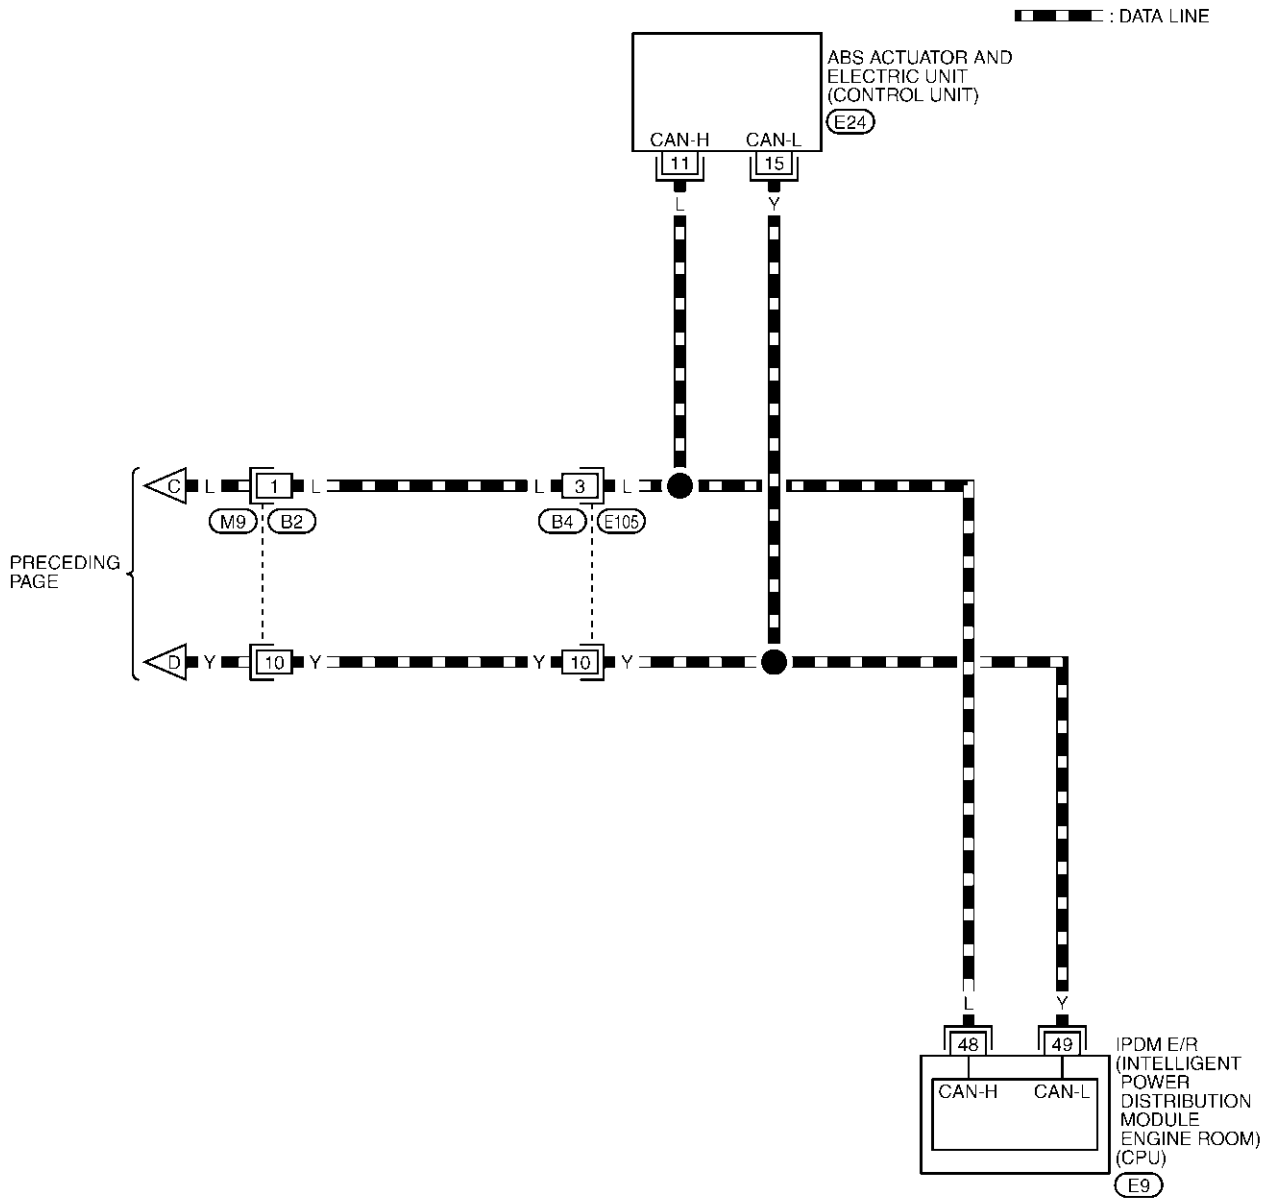 : DATA LINE
ABS ACTUATOR AND
ELECTRIC UNIT
(CONTROL UNIT)
E24
CAN-H CAN-L
11 15
L Y
C L 1 L L 3 L
M9 B2 B4 E105
PRECEDING
PAGE
D Y 10 Y Y 10 Y
L Y
48 49
CAN-H CAN-L
IPDM E/R
(INTELLIGENT
POWER
DISTRIBUTION
MODULE
ENGINE ROOM)
(CPU)
E9